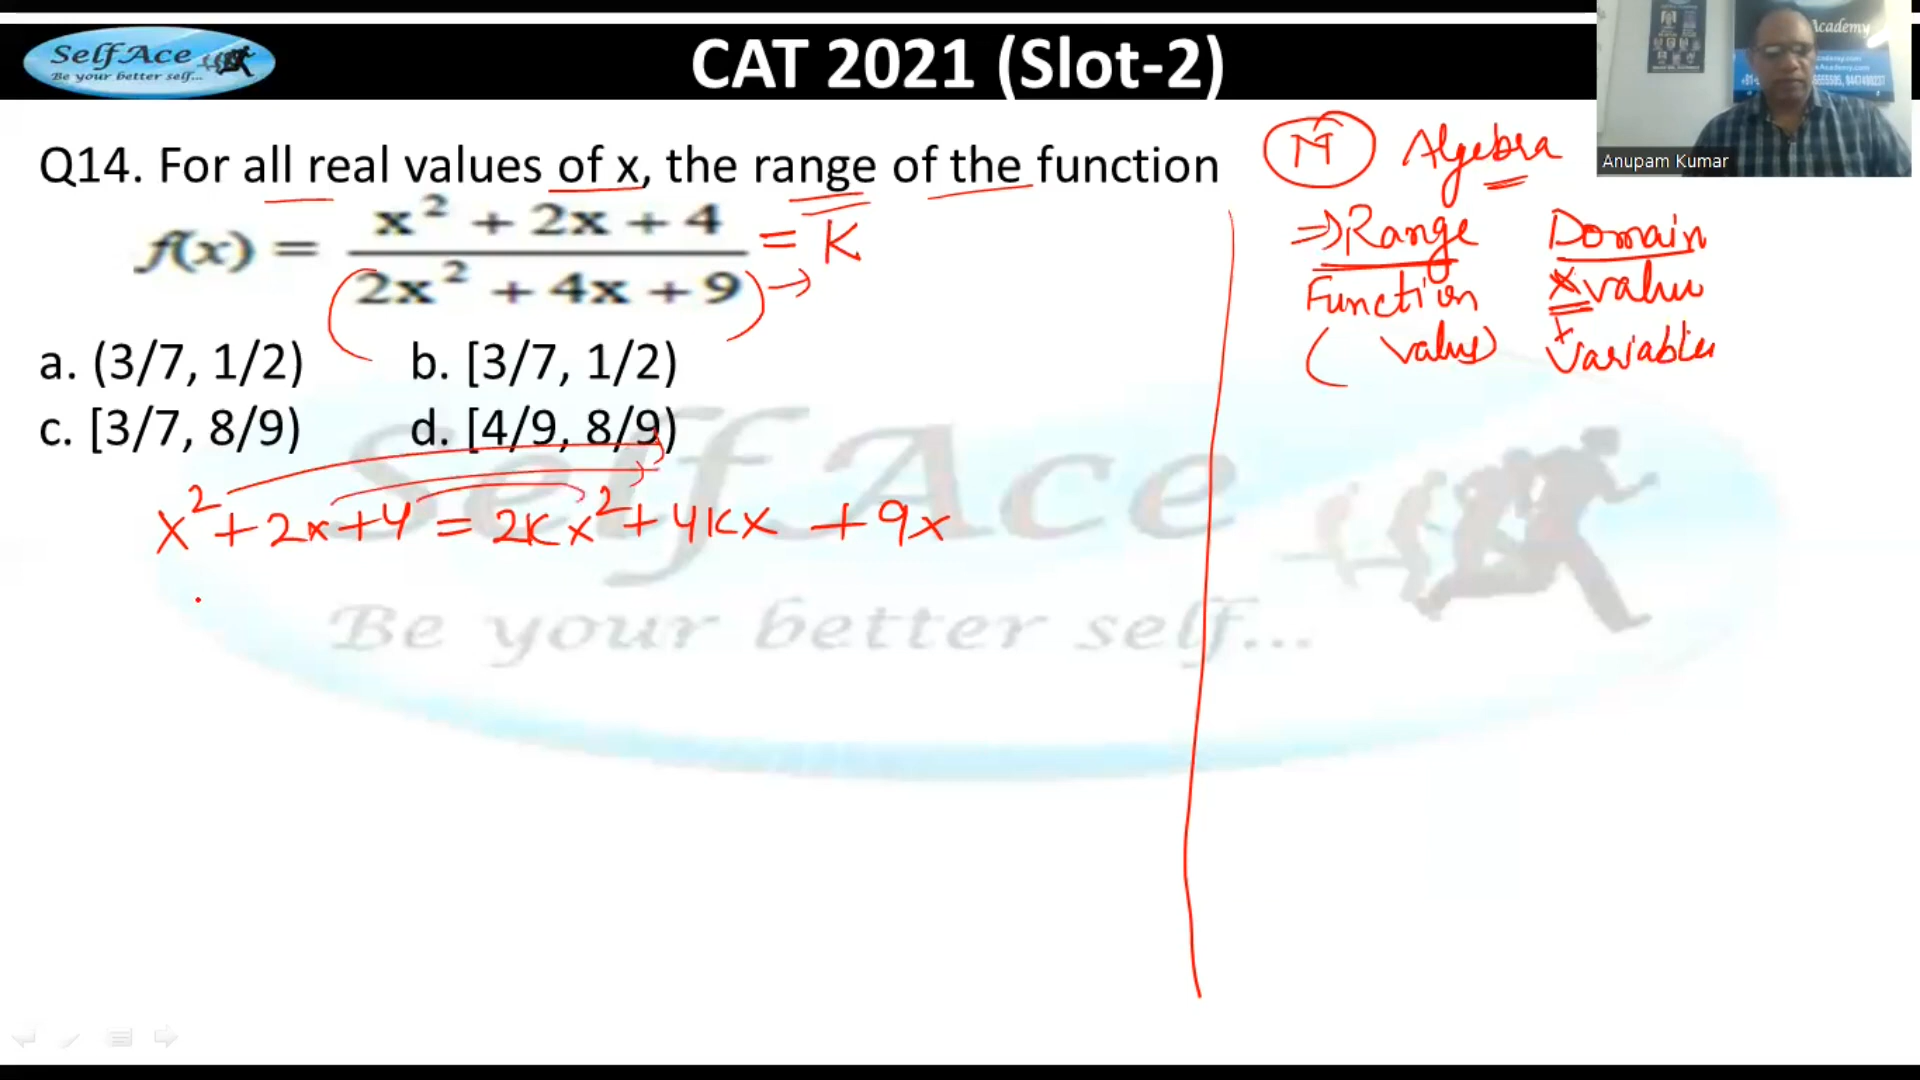 SelfAce
Be your better self...
CAT 2021 (Slot-2)
Academy
Anupam Kumar
Q14. For all real values of x, the range of the function
f(x) = x² + 2x + 4 / 2x² + 4x + 9 = K
a. (3/7, 1/2) b. [3/7, 1/2)
c. [3/7, 8/9) d. [4/9, 8/9)
x² + 2x + 4 = 2Kx² + 4Kx + 9x
M Algebra
⇒ Range Domain
Function x value
(value) Variables
SelfAce
Be your better self...